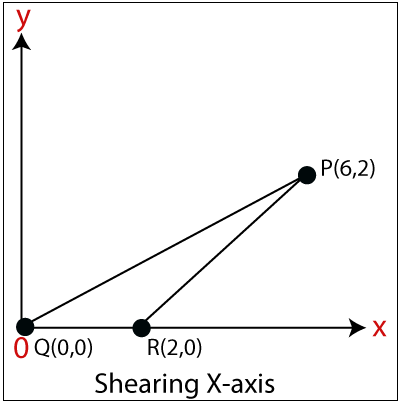 y
P(6,2)
x
0 Q(0,0) R(2,0)
Shearing X-axis